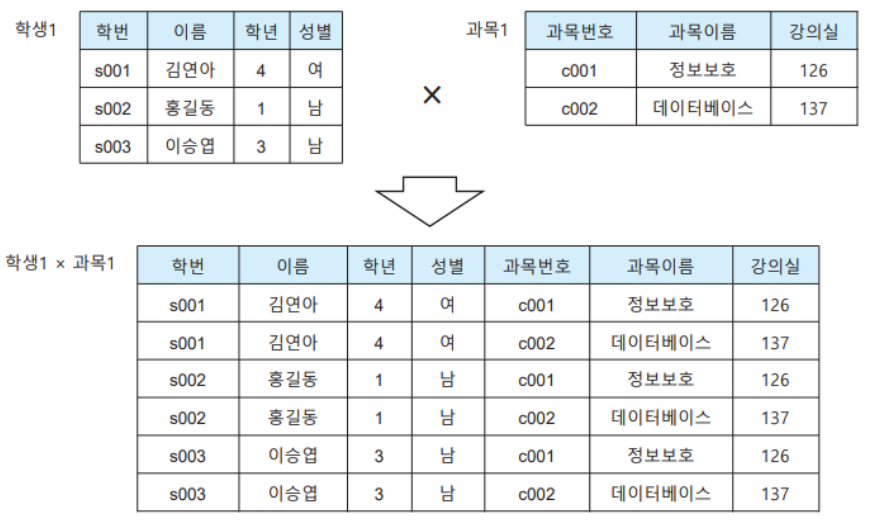 학생1 학번 이름 학년 성별
s001 김연아 4 여
s002 홍길동 1 남
s003 이승엽 3 남
×
과목1 과목번호 과목이름 강의실
c001 정보보호 126
c002 데이터베이스 137
학생1 × 과목1 학번 이름 학년 성별 과목번호 과목이름 강의실
s001 김연아 4 여 c001 정보보호 126
s001 김연아 4 여 c002 데이터베이스 137
s002 홍길동 1 남 c001 정보보호 126
s002 홍길동 1 남 c002 데이터베이스 137
s003 이승엽 3 남 c001 정보보호 126
s003 이승엽 3 남 c002 데이터베이스 137